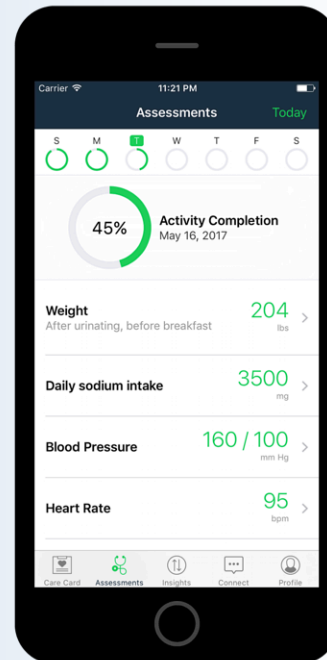 Carrier 11:21 PM
Assessments Today
S M T W T F S
45%
Activity Completion
May 16, 2017
Weight 204
After urinating, before breakfast lbs
Daily sodium intake 3500
mg
Blood Pressure 160 / 100
mm Hg
Heart Rate 95
bpm
Care Card Assessments Insights Connect Profile